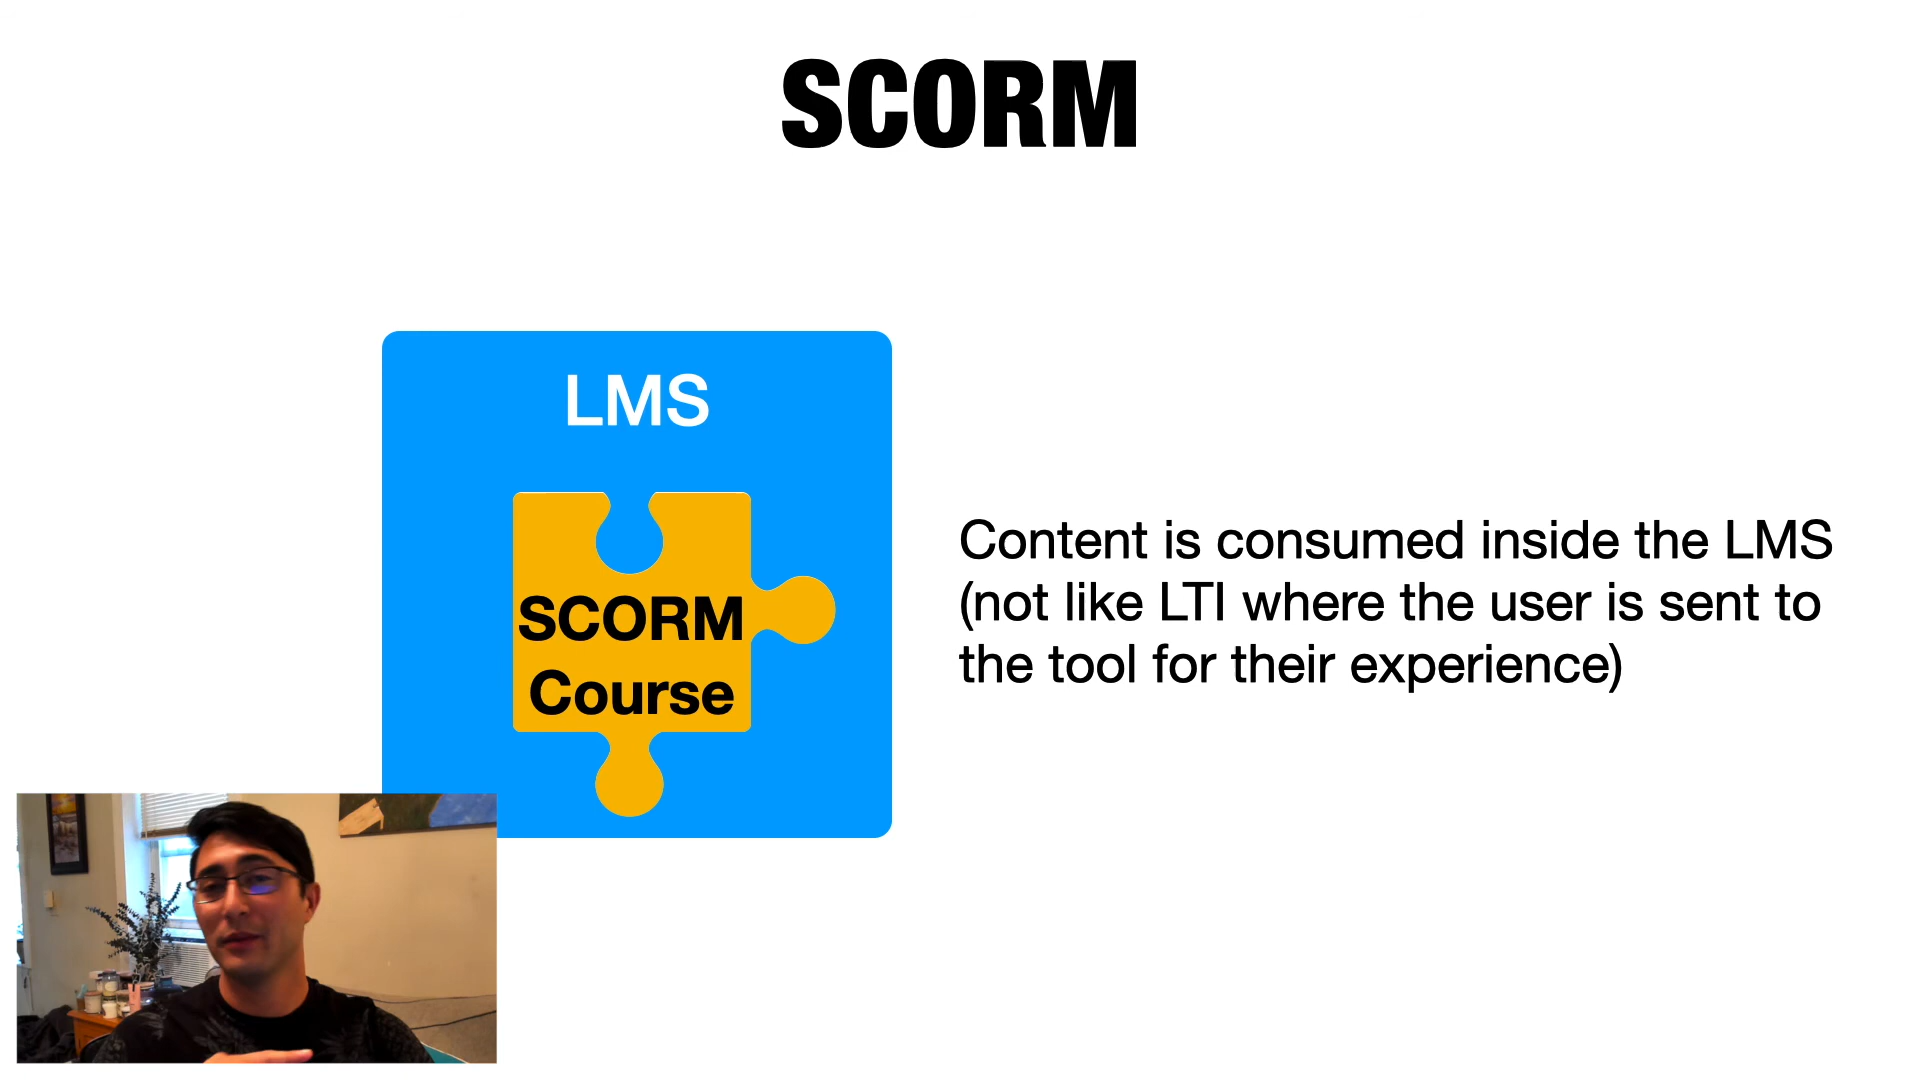 SCORM
LMS
SCORM
Course
Content is consumed inside the LMS
(not like LTI where the user is sent to
the tool for their experience)